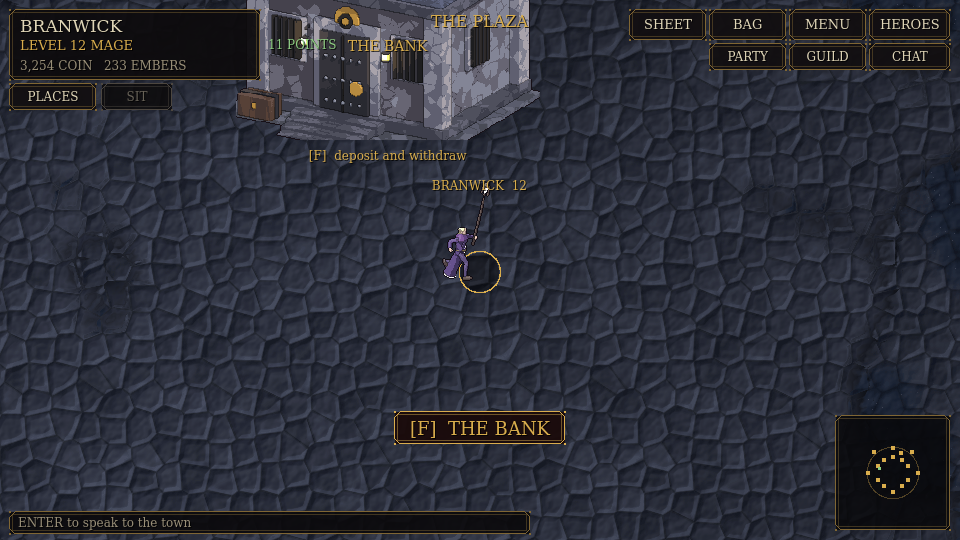 BRANWICK
LEVEL 12 MAGE
3,254 COIN 233 EMBERS
PLACES
SIT
11 POINTS
THE BANK
THE PLAZA
SHEET
BAG
MENU
HEROES
PARTY
GUILD
CHAT
[F] deposit and withdraw
BRANWICK 12
[F] THE BANK
ENTER to speak to the town